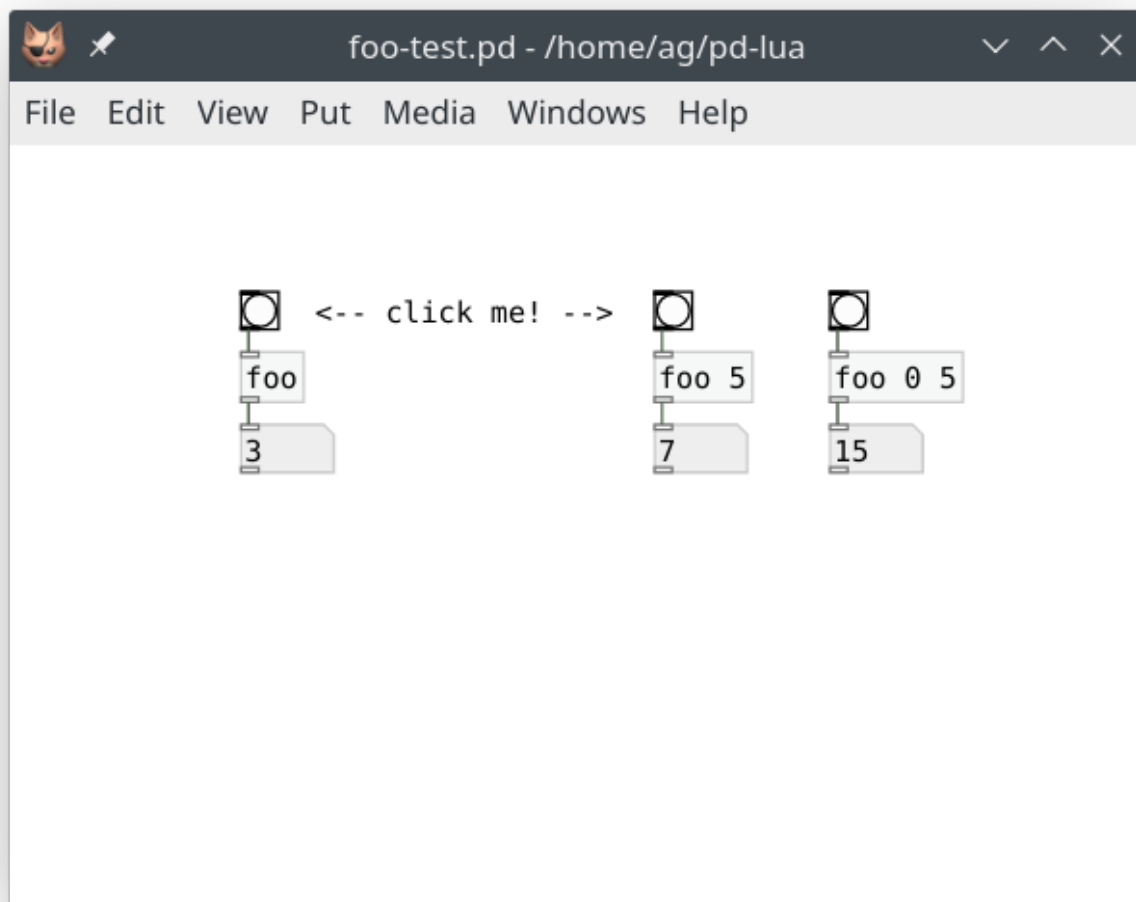 foo-test.pd - /home/ag/pd-lua
File Edit View Put Media Windows Help
<-- click me! -->
foo foo 5 foo 0 5
3 7 15